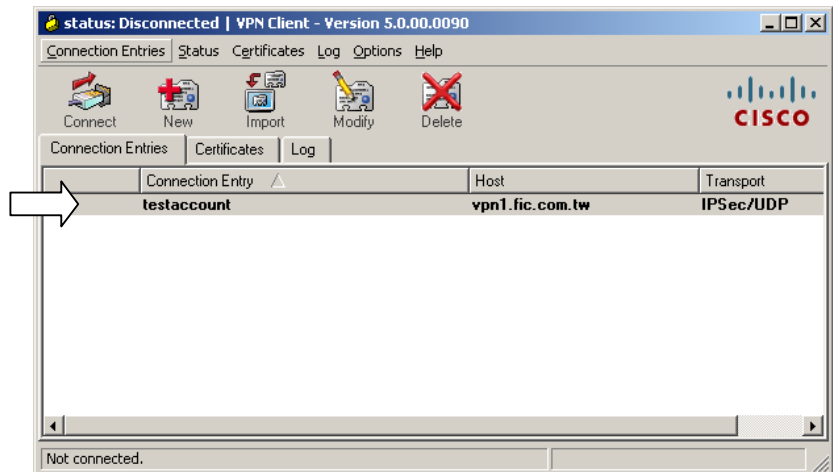 status: Disconnected | VPN Client - Version 5.0.00.0090
Connection Entries Status Certificates Log Options Help
Connect New Import Modify Delete
CISCO
Connection Entries Certificates Log
Connection Entry Host Transport
testaccount vpn1.fic.com.tw IPSec/UDP
Not connected.